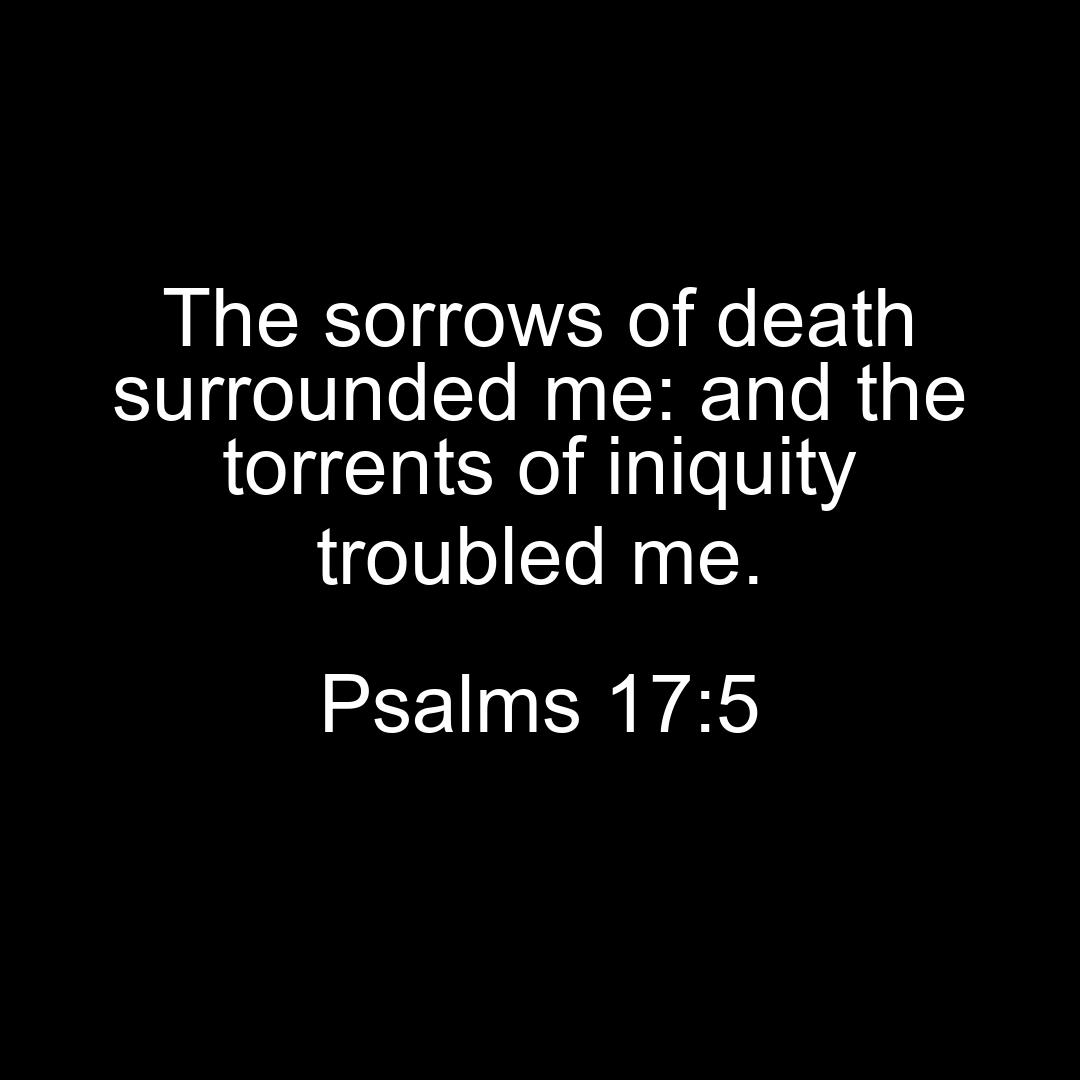 The sorrows of death
surrounded me: and the
torrents of iniquity
troubled me.
Psalms 17:5